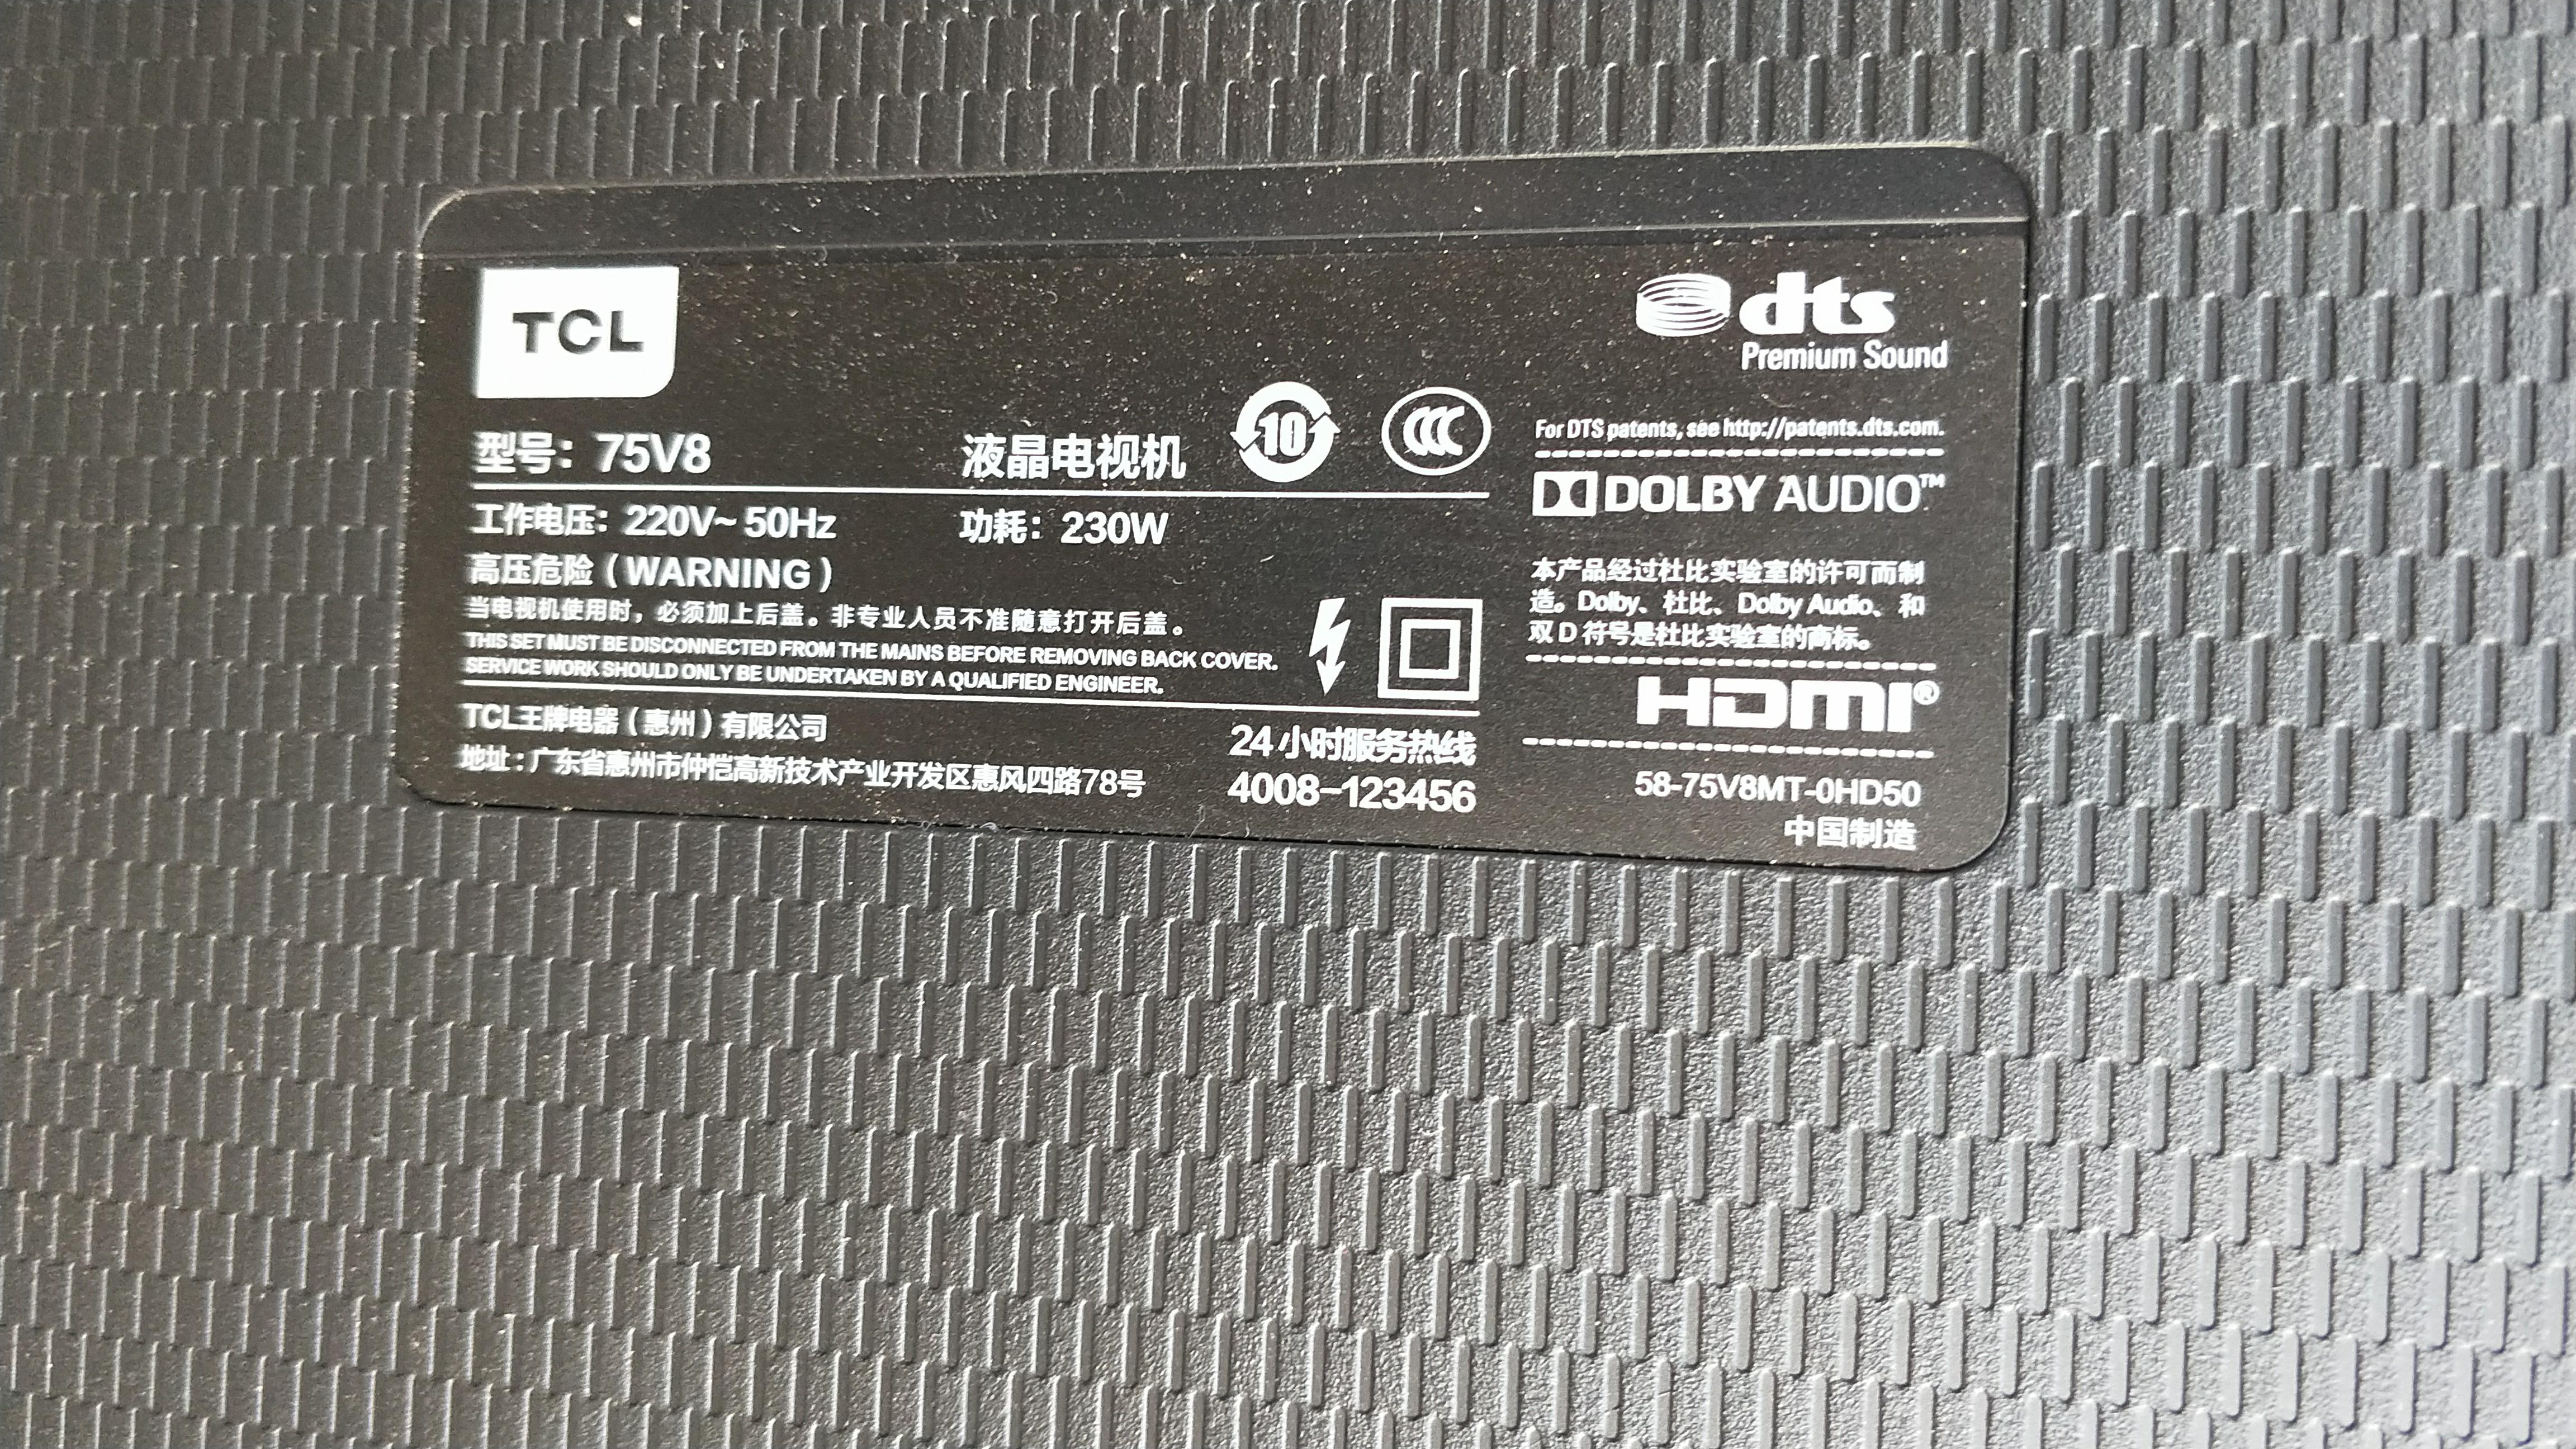 TCL
型号：75V8
液晶电视机
10
CCC
工作电压：220V~ 50Hz
功耗：230W
高压危险（WARNING）
当电视机使用时，必须加上后盖。非专业人员不准随意打开后盖。
THIS SET MUST BE DISCONNECTED FROM THE MAINS BEFORE REMOVING BACK COVER.
SERVICE WORK SHOULD ONLY BE UNDERTAKEN BY A QUALIFIED ENGINEER.
TCL王牌电器（惠州）有限公司
地址：广东省惠州市仲恺高新技术产业开发区惠风四路78号
24小时服务热线
4008-123456
dts
Premium Sound
For DTS patents, see http://patents.dts.com.
DOLBY AUDIO™
本产品经过杜比实验室的许可而制
造。Dolby、杜比、Dolby Audio、和
双 D 符号是杜比实验室的商标。
HDMI®
58-75V8MT-0HD50
中国制造